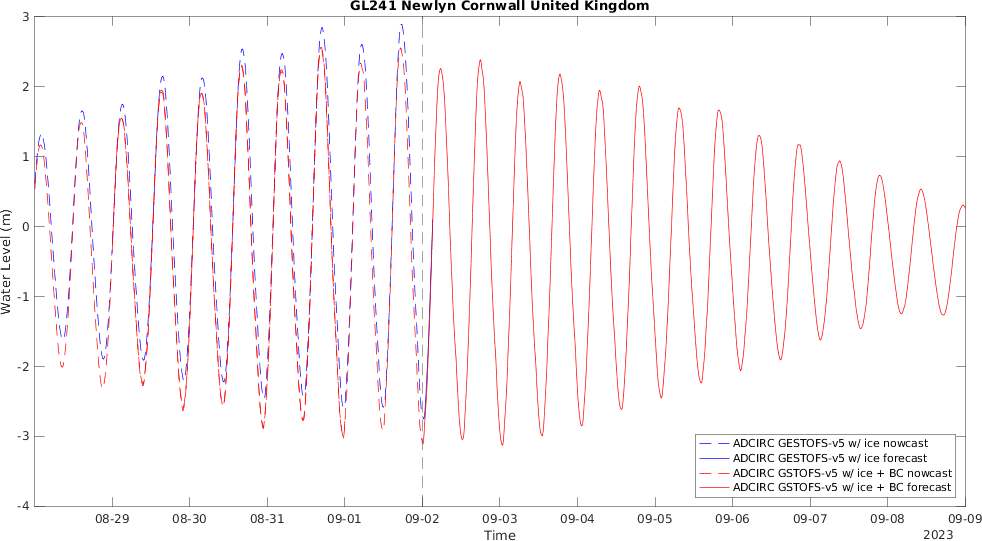 GL241 Newlyn Cornwall United Kingdom
3
2
1
0
-1
-2
-3
-4
Water Level (m)
08-29 08-30 08-31 09-01 09-02 09-03 09-04 09-05 09-06 09-07 09-08 09-09
Time
2023
ADCIRC GESTOFS-v5 w/ ice nowcast
ADCIRC GESTOFS-v5 w/ ice forecast
ADCIRC GSTOFS-v5 w/ ice + BC nowcast
ADCIRC GSTOFS-v5 w/ ice + BC forecast